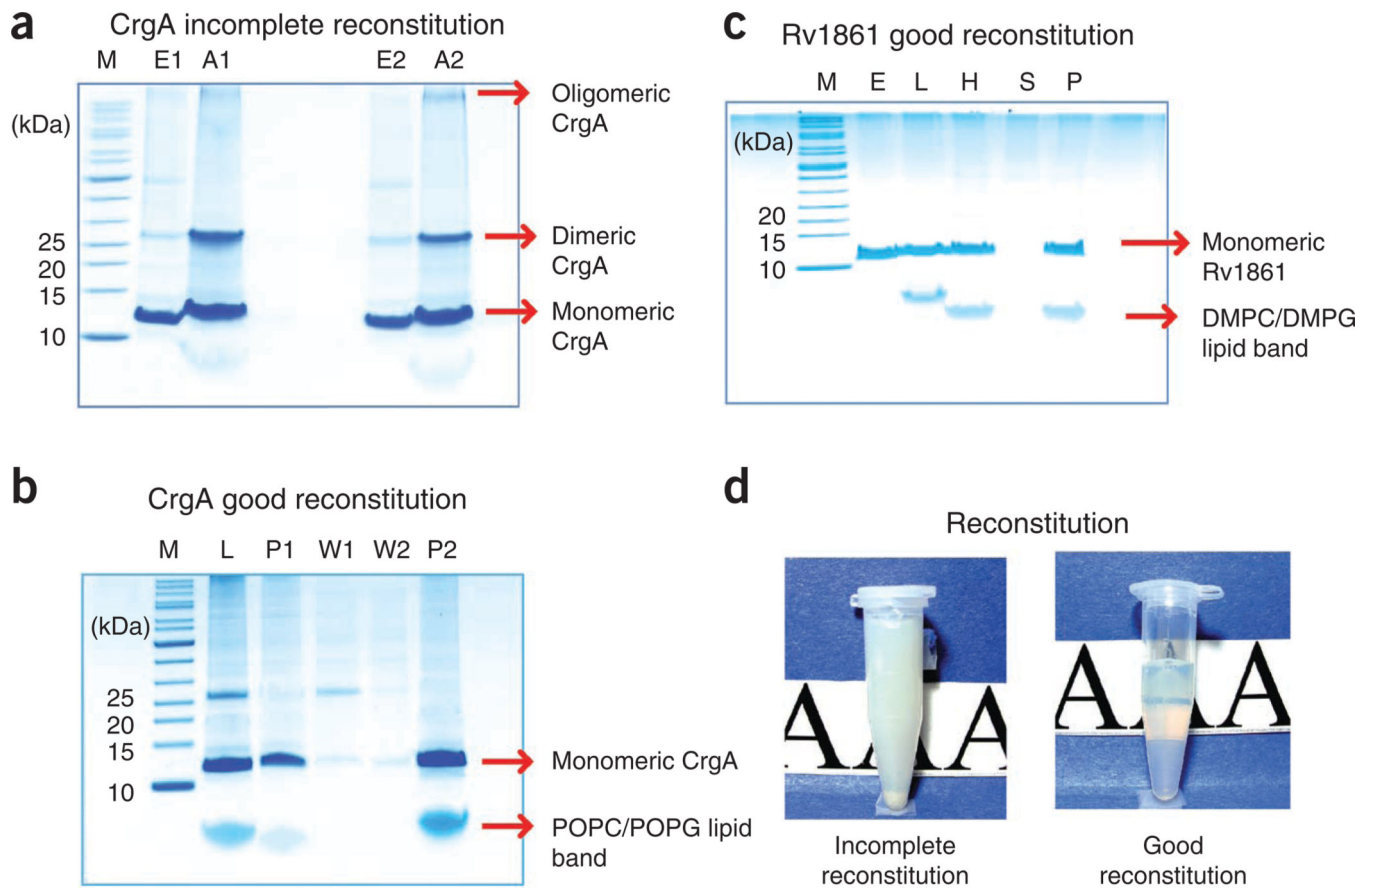 a
CrgA incomplete reconstitution
M E1 A1 E2 A2
(kDa)
25
20
15
10
Oligomeric
CrgA
Dimeric
CrgA
Monomeric
CrgA
b
CrgA good reconstitution
M L P1 W1 W2 P2
(kDa)
25
20
15
10
Monomeric CrgA
POPC/POPG lipid
band
c
Rv1861 good reconstitution
M E L H S P
(kDa)
20
15
10
Monomeric
Rv1861
DMPC/DMPG
lipid band
d
Reconstitution
A A A
A A A
Incomplete
reconstitution
Good
reconstitution